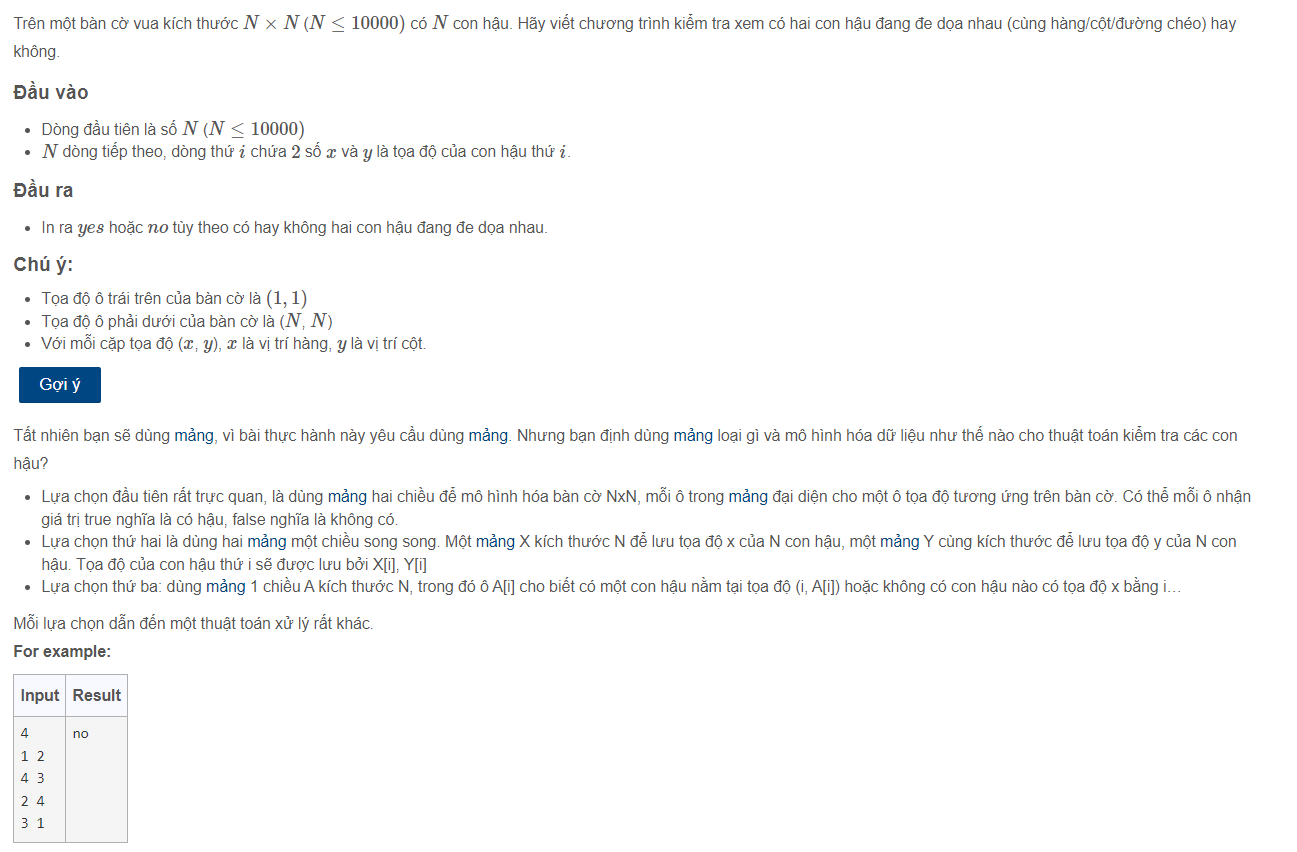 Trên một bàn cờ vua kích thước N × N (N ≤ 10000) có N con hậu. Hãy viết chương trình kiểm tra xem có hai con hậu đang đe dọa nhau (cùng hàng/cột/đường chéo) hay
không.
Đầu vào
• Dòng đầu tiên là số N (N ≤ 10000)
• N dòng tiếp theo, dòng thứ i chứa 2 số x và y là tọa độ của con hậu thứ i.
Đầu ra
• In ra yes hoặc no tùy theo có hay không hai con hậu đang đe dọa nhau.
Chú ý:
• Tọa độ ô trái trên của bàn cờ là (1, 1)
• Tọa độ ô phải dưới của bàn cờ là (N, N)
• Với mỗi cặp tọa độ (x, y), x là vị trí hàng, y là vị trí cột.
Gợi ý
Tất nhiên bạn sẽ dùng mảng, vì bài thực hành này yêu cầu dùng mảng. Nhưng bạn định dùng mảng loại gì và mô hình hóa dữ liệu như thế nào cho thuật toán kiểm tra các con
hậu?
• Lựa chọn đầu tiên rất trực quan, là dùng mảng hai chiều để mô hình hóa bàn cờ NxN, mỗi ô trong mảng đại diện cho một ô tọa độ tương ứng trên bàn cờ. Có thể mỗi ô nhận
giá trị true nghĩa là có hậu, false nghĩa là không có.
• Lựa chọn thứ hai là dùng hai mảng một chiều song song. Một mảng X kích thước N để lưu tọa độ x của N con hậu, một mảng Y cùng kích thước để lưu tọa độ y của N con
hậu. Tọa độ của con hậu thứ i sẽ được lưu bởi X[i], Y[i]
• Lựa chọn thứ ba: dùng mảng 1 chiều A kích thước N, trong đó ô A[i] cho biết có một con hậu nằm tại tọa độ (i, A[i]) hoặc không có con hậu nào có tọa độ x bằng i…
Mỗi lựa chọn dẫn đến một thuật toán xử lý rất khác.
For example:
Input Result
4 no
1 2
4 3
2 4
3 1